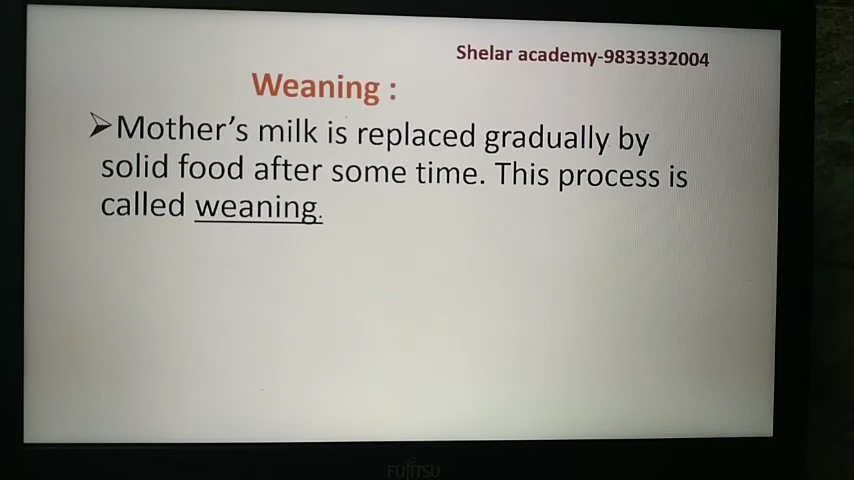 Shelar academy-9833332004
Weaning :
➢Mother's milk is replaced gradually by
solid food after some time. This process is
called weaning.
FUJITSU